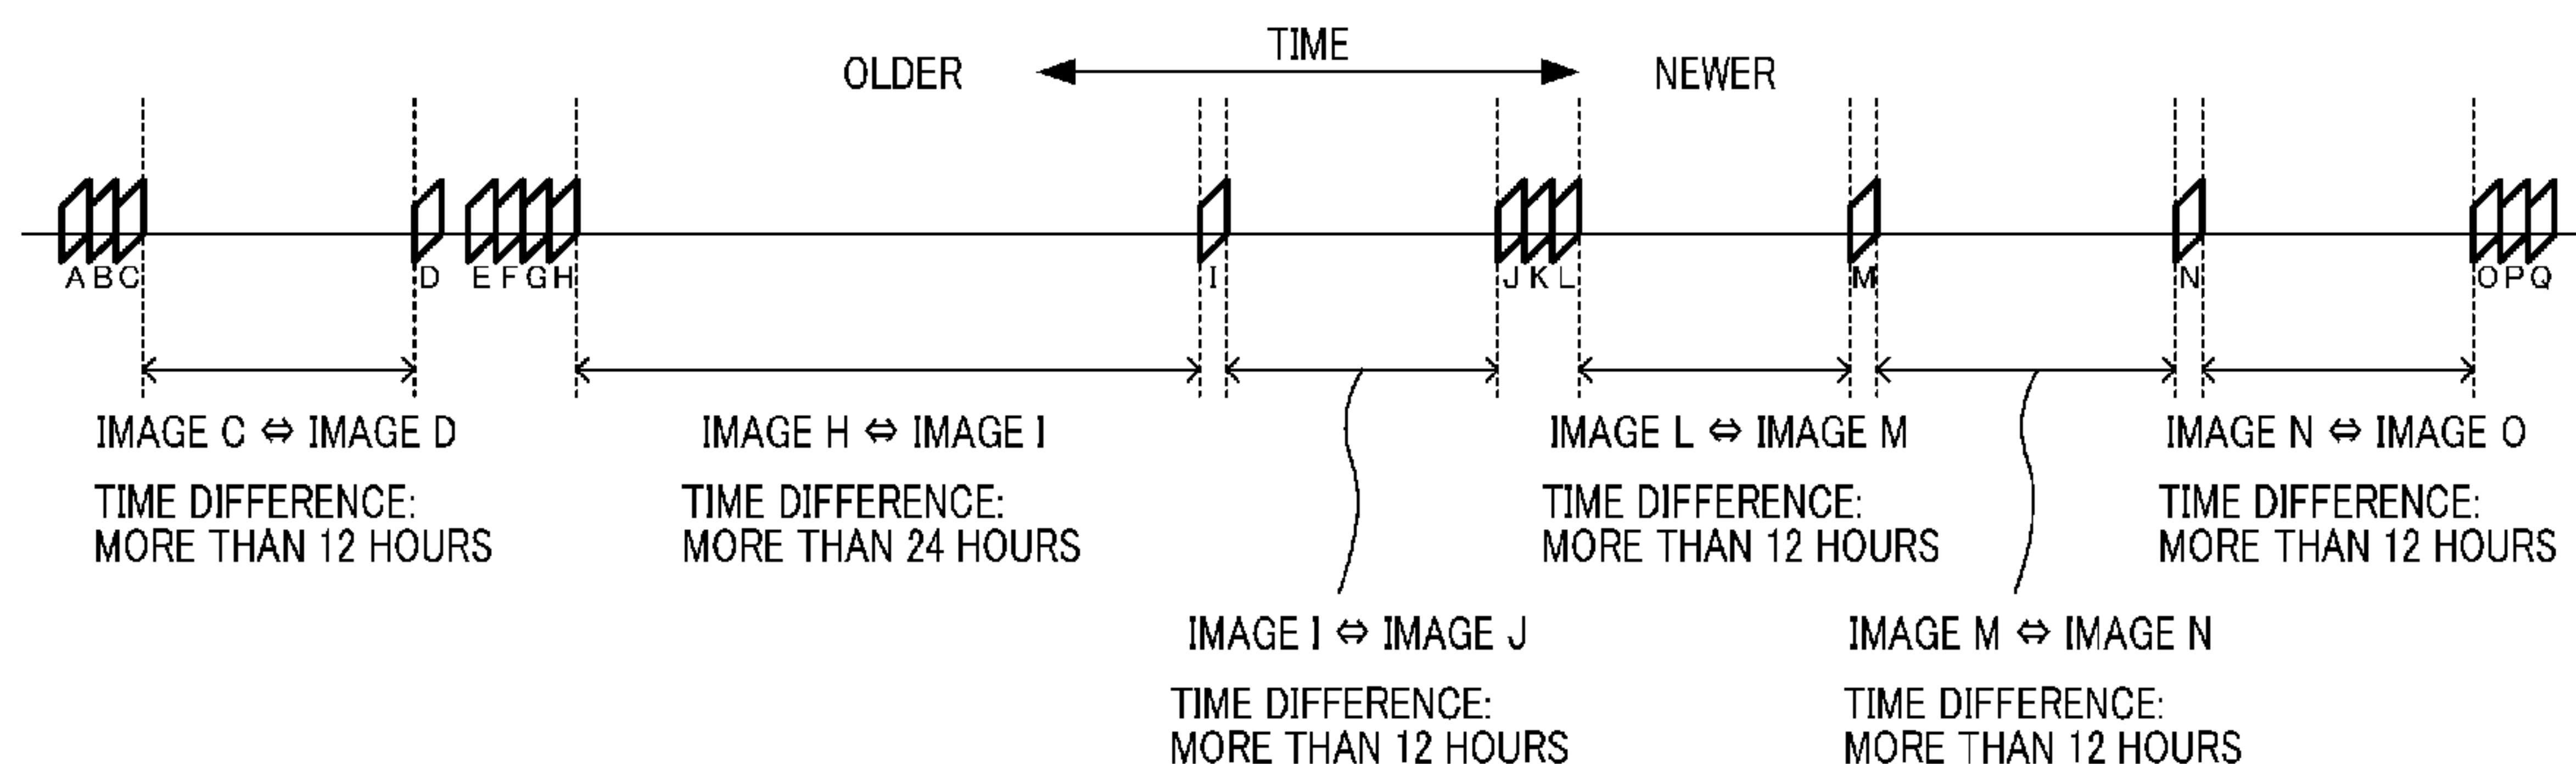 TIME
OLDER NEWER
A B C D E F G H I J K L M N O P Q
IMAGE C ⇔ IMAGE D
TIME DIFFERENCE:
MORE THAN 12 HOURS
IMAGE H ⇔ IMAGE I
TIME DIFFERENCE:
MORE THAN 24 HOURS
IMAGE I ⇔ IMAGE J
TIME DIFFERENCE:
MORE THAN 12 HOURS
IMAGE L ⇔ IMAGE M
TIME DIFFERENCE:
MORE THAN 12 HOURS
IMAGE M ⇔ IMAGE N
TIME DIFFERENCE:
MORE THAN 12 HOURS
IMAGE N ⇔ IMAGE O
TIME DIFFERENCE:
MORE THAN 12 HOURS